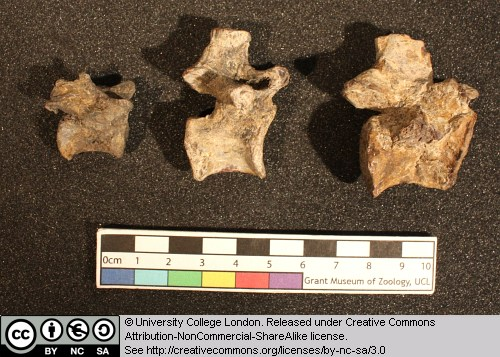 0cm 1 2 3 4 5 6 7 8 9 10
Grant Museum of Zoology, UCL
cc BY NC SA
© University College London. Released under Creative Commons
Attribution-NonCommercial-ShareAlike license.
See http://creativecommons.org/licenses/by-nc-sa/3.0